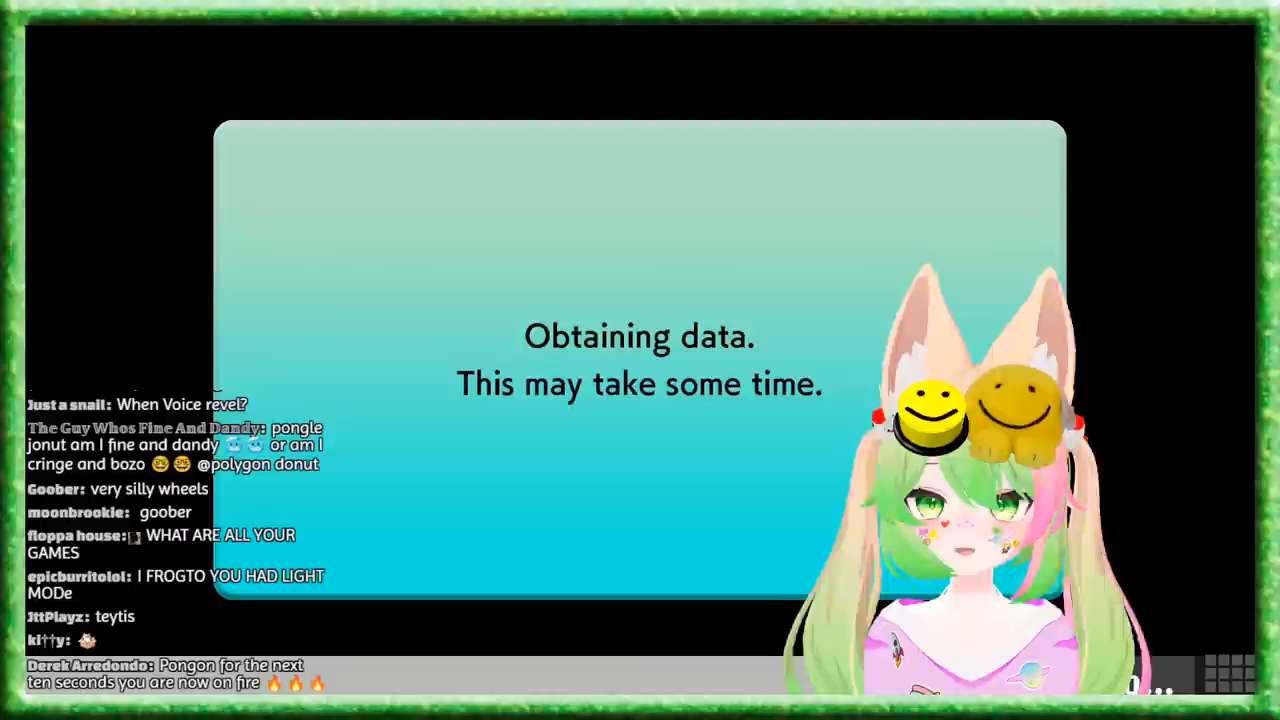 Obtaining data.
This may take some time.
Just a snail: When Voice revel?
The Guy Whos Fine And Dandy: pongle
jonut am I fine and dandy 🥶🥶 or am I
cringe and bozo 🤓🤓 @polygon donut
Goober: very silly wheels
moonbrookie: goober
floppa house: WHAT ARE ALL YOUR
GAMES
epicburritolol: I FROGTO YOU HAD LIGHT
MODe
JttPlayz: teytis
ki††y:
Derek Arredondo: Pongon for the next
ten seconds you are now on fire 🔥🔥🔥